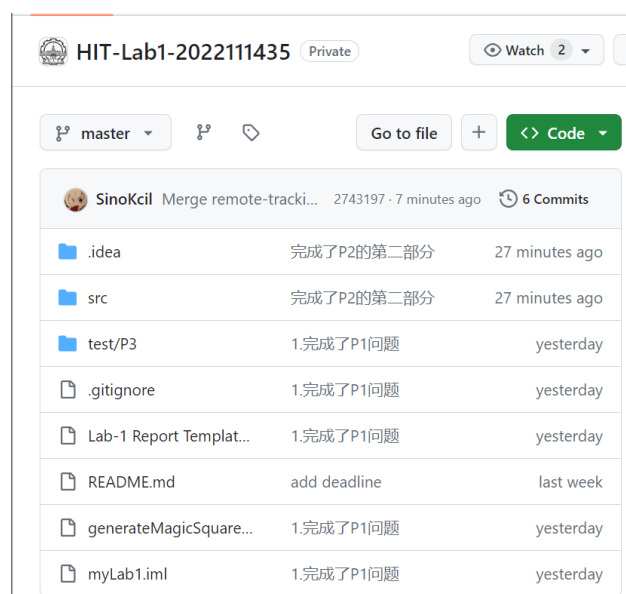 HIT-Lab1-2022111435 Private Watch 2
master Go to file Code
SinoKcil Merge remote-tracki... 2743197 · 7 minutes ago 6 Commits
.idea 完成了P2的第二部分 27 minutes ago
src 完成了P2的第二部分 27 minutes ago
test/P3 1.完成了P1问题 yesterday
.gitignore 1.完成了P1问题 yesterday
Lab-1 Report Templat... 1.完成了P1问题 yesterday
README.md add deadline last week
generateMagicSquare... 1.完成了P1问题 yesterday
myLab1.iml 1.完成了P1问题 yesterday